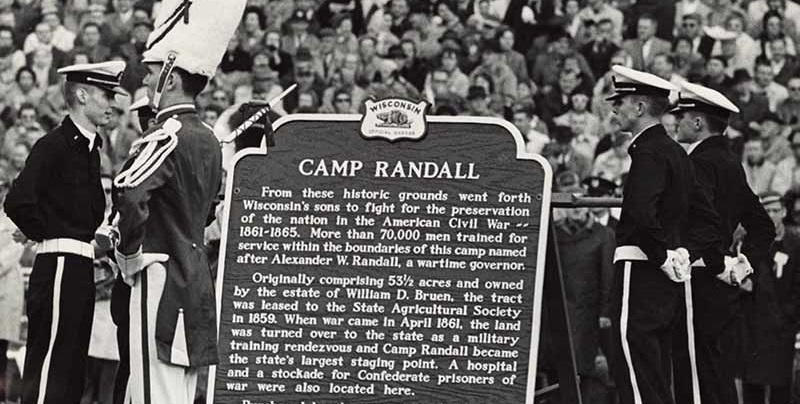 WISCONSIN
OFFICIAL MARKER
CAMP RANDALL
From these historic grounds went forth
Wisconsin's sons to fight for the preservation
of the nation in the American Civil War --
1861-1865. More than 70,000 men trained for
service within the boundaries of this camp named
after Alexander W. Randall, a wartime governor.
Originally comprising 53½ acres and owned
by the estate of William D. Bruen, the tract
was leased to the State Agricultural Society
in 1859. When war came in April 1861, the land
was turned over to the state as a military
training rendezvous and Camp Randall became
the state's largest staging point. A hospital
and a stockade for Confederate prisoners of
war were also located here.